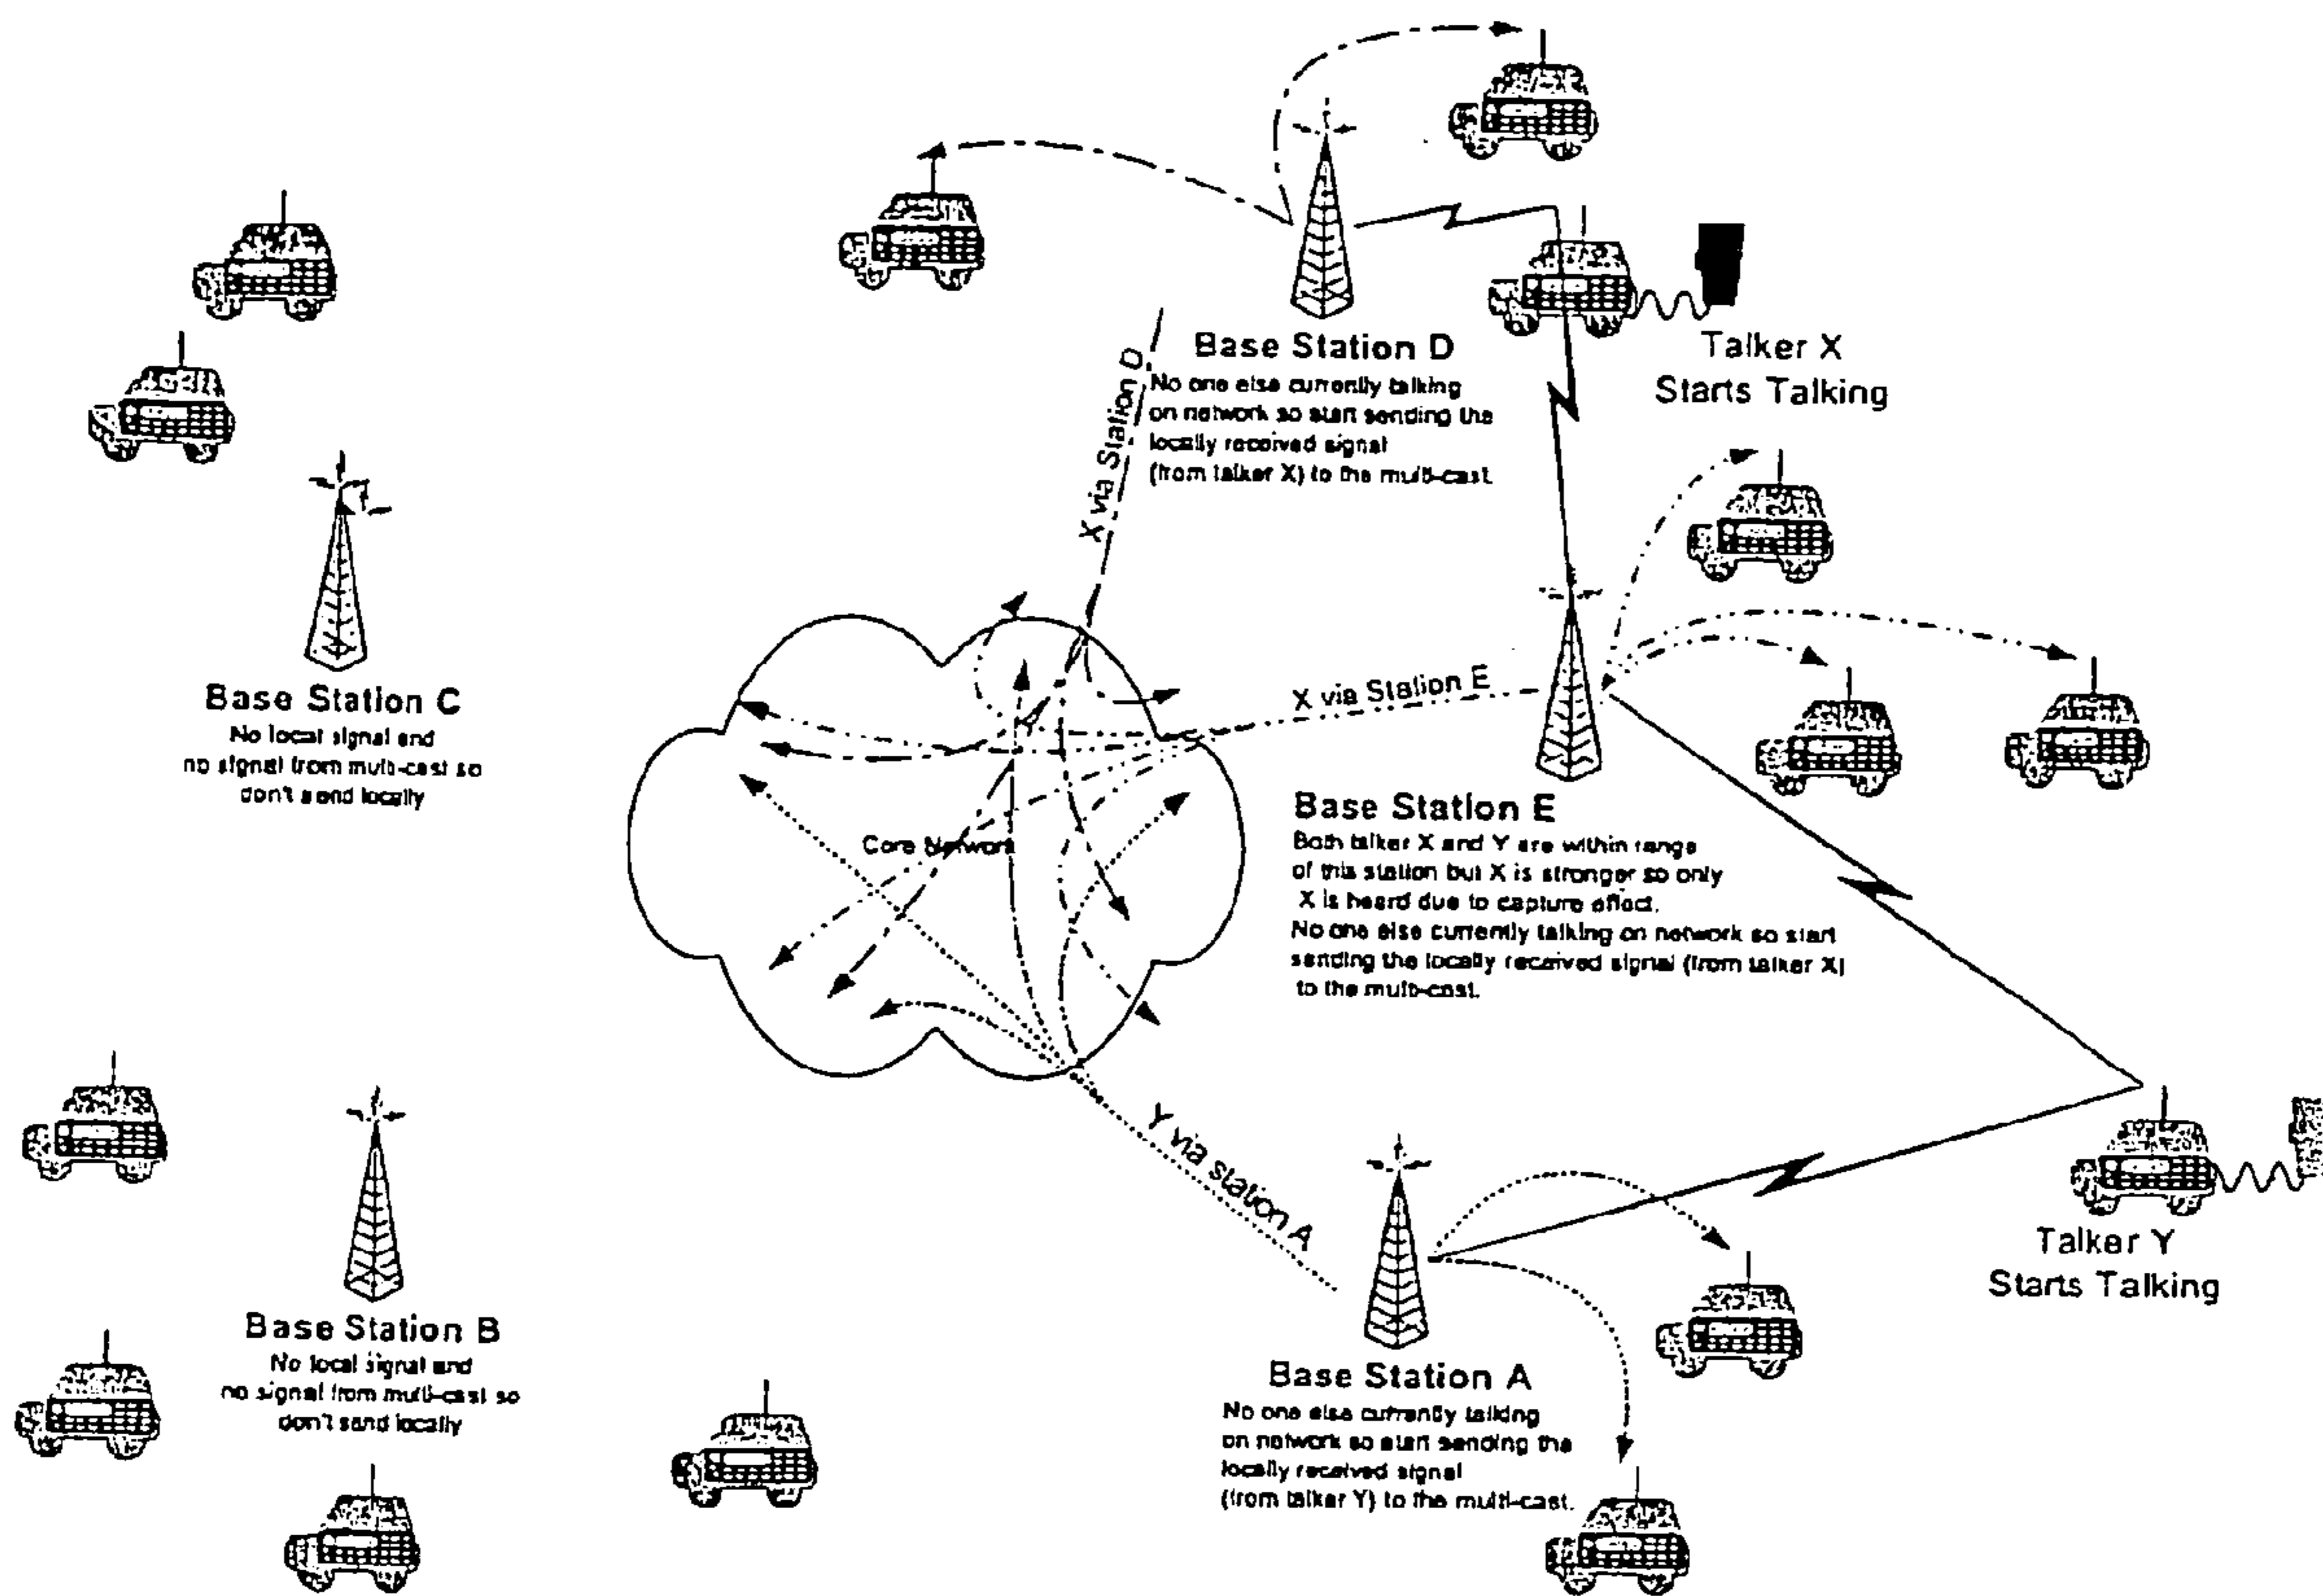 Base Station D
No one else currently talking
on network so start sending the
locally received signal
(from talker X) to the multi-cast.
Talker X
Starts Talking
X via Station D
Base Station C
No local signal and
no signal from multi-cast so
don't send locally
X via Station E
Core Network
Base Station E
Both talker X and Y are within range
of this station but X is stronger so only
X is heard due to capture effect.
No one else currently talking on network so start
sending the locally received signal (from talker X)
to the multi-cast.
Y via station A
Talker Y
Starts Talking
Base Station B
No local signal and
no signal from multi-cast so
don't send locally
Base Station A
No one else currently talking
on network so start sending the
locally received signal
(from talker Y) to the multi-cast.